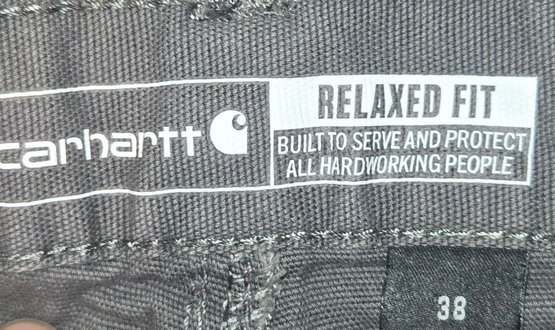 carhartt
RELAXED FIT
BUILT TO SERVE AND PROTECT
ALL HARDWORKING PEOPLE
38